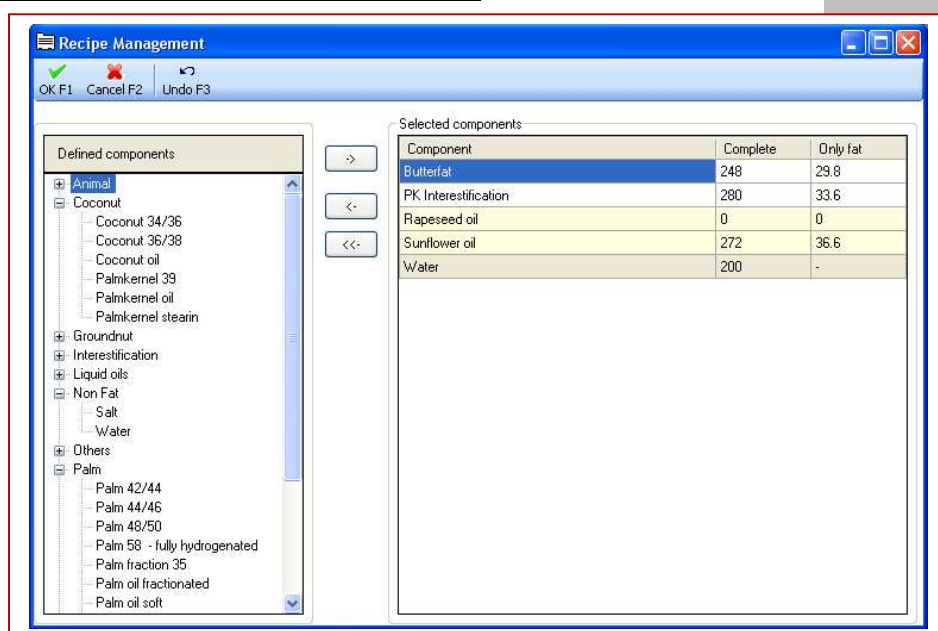 Recipe Management
OK F1 Cancel F2 Undo F3
Defined components
Animal
Coconut
Coconut 34/36
Coconut 36/38
Coconut oil
Palmkernel 39
Palmkernel oil
Palmkernel stearin
Groundnut
Interestification
Liquid oils
Non Fat
Salt
Water
Others
Palm
Palm 42/44
Palm 44/46
Palm 48/50
Palm 58 - fully hydrogenated
Palm fraction 35
Palm oil fractionated
Palm oil soft
->
<-
<<-
Selected components
Component Complete Only fat
Butterfat 248 29.8
PK Interestification 280 33.6
Rapeseed oil 0 0
Sunflower oil 272 36.6
Water 200 -